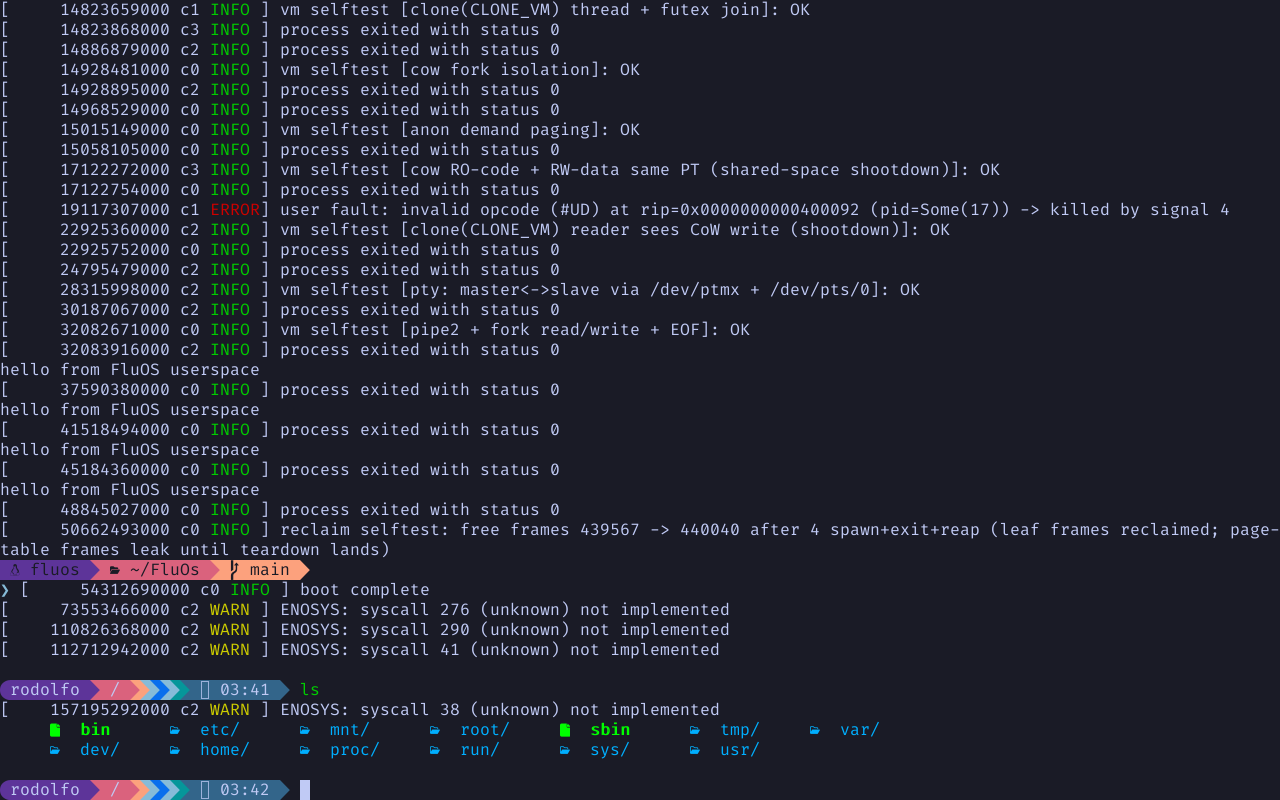 [     14823659000 c1 INFO ] vm selftest [clone(CLONE_VM) thread + futex join]: OK
[     14823868000 c3 INFO ] process exited with status 0
[     14886879000 c2 INFO ] process exited with status 0
[     14928481000 c0 INFO ] vm selftest [cow fork isolation]: OK
[     14928895000 c2 INFO ] process exited with status 0
[     14968529000 c0 INFO ] process exited with status 0
[     15015149000 c0 INFO ] vm selftest [anon demand paging]: OK
[     15058105000 c0 INFO ] process exited with status 0
[     17122272000 c3 INFO ] vm selftest [cow RO-code + RW-data same PT (shared-space shootdown)]: OK
[     17122754000 c0 INFO ] process exited with status 0
[     19117307000 c1 ERROR] user fault: invalid opcode (#UD) at rip=0x0000000000400092 (pid=Some(17)) -> killed by signal 4
[     22925360000 c2 INFO ] vm selftest [clone(CLONE_VM) reader sees CoW write (shootdown)]: OK
[     22925752000 c0 INFO ] process exited with status 0
[     24795479000 c2 INFO ] process exited with status 0
[     28315998000 c2 INFO ] vm selftest [pty: master<->slave via /dev/ptmx + /dev/pts/0]: OK
[     30187067000 c2 INFO ] process exited with status 0
[     32082671000 c0 INFO ] vm selftest [pipe2 + fork read/write + EOF]: OK
[     32083916000 c2 INFO ] process exited with status 0
hello from FluOS userspace
[     37590380000 c0 INFO ] process exited with status 0
hello from FluOS userspace
[     41518494000 c0 INFO ] process exited with status 0
hello from FluOS userspace
[     45184360000 c0 INFO ] process exited with status 0
hello from FluOS userspace
[     48845027000 c0 INFO ] process exited with status 0
[     50662493000 c0 INFO ] reclaim selftest: free frames 439567 -> 440040 after 4 spawn+exit+reap (leaf frames reclaimed; page-
table frames leak until teardown lands)
fluos ~/FluOs main
❯ [     54312690000 c0 INFO ] boot complete
[     73553466000 c2 WARN ] ENOSYS: syscall 276 (unknown) not implemented
[    110826368000 c2 WARN ] ENOSYS: syscall 290 (unknown) not implemented
[    112712942000 c2 WARN ] ENOSYS: syscall 41 (unknown) not implemented
rodolfo / 03:41 ls
[    157195292000 c2 WARN ] ENOSYS: syscall 38 (unknown) not implemented
bin etc/ mnt/ root/ sbin tmp/ var/
dev/ home/ proc/ run/ sys/ usr/
rodolfo / 03:42